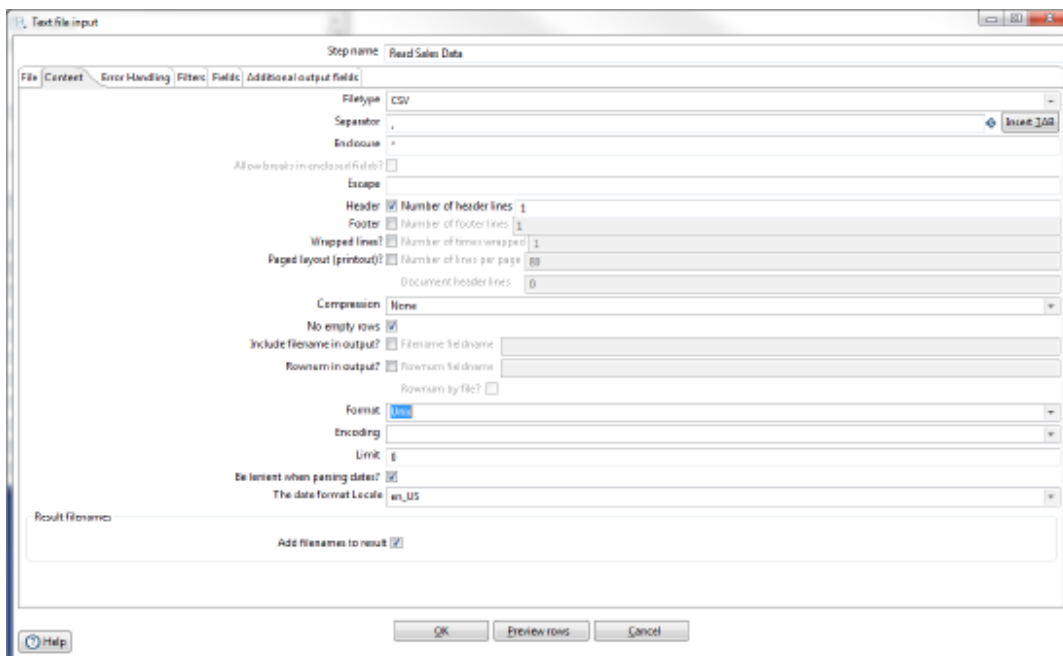 Text file input
Step name Read Sales Data
File Content Error Handling Filters Fields Additional output fields
Filetype CSV
Separator , Insert TAB
Enclosure "
Allow breaks in enclosed fields?
Escape
Header Number of header lines 1
Footer Number of footer lines 1
Wrapped lines? Number of times wrapped 1
Paged layout (printout)? Number of lines per page 80
Document header lines 0
Compression None
No empty rows
Include filename in output? Filename fieldname
Rownum in output? Rownum fieldname
Rownum by file?
Format Unix
Encoding
Limit 0
Be lenient when parsing dates?
The date format Locale en_US
Result filenames
Add filenames to result
OK Preview rows Cancel
Help